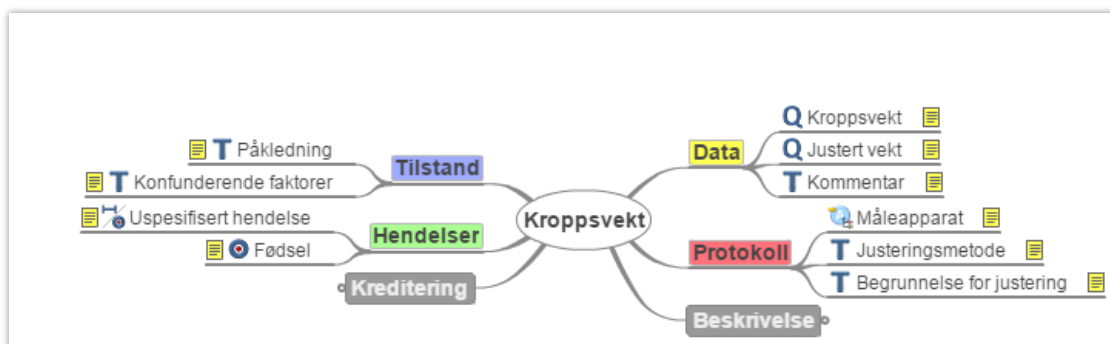 Kroppsvekt
Tilstand
T Påkledning
T Konfunderende faktorer
Hendelser
Uspesifisert hendelse
Fødsel
Kreditering
Data
Q Kroppsvekt
Q Justert vekt
T Kommentar
Protokoll
Måleapparat
T Justeringsmetode
T Begrunnelse for justering
Beskrivelse